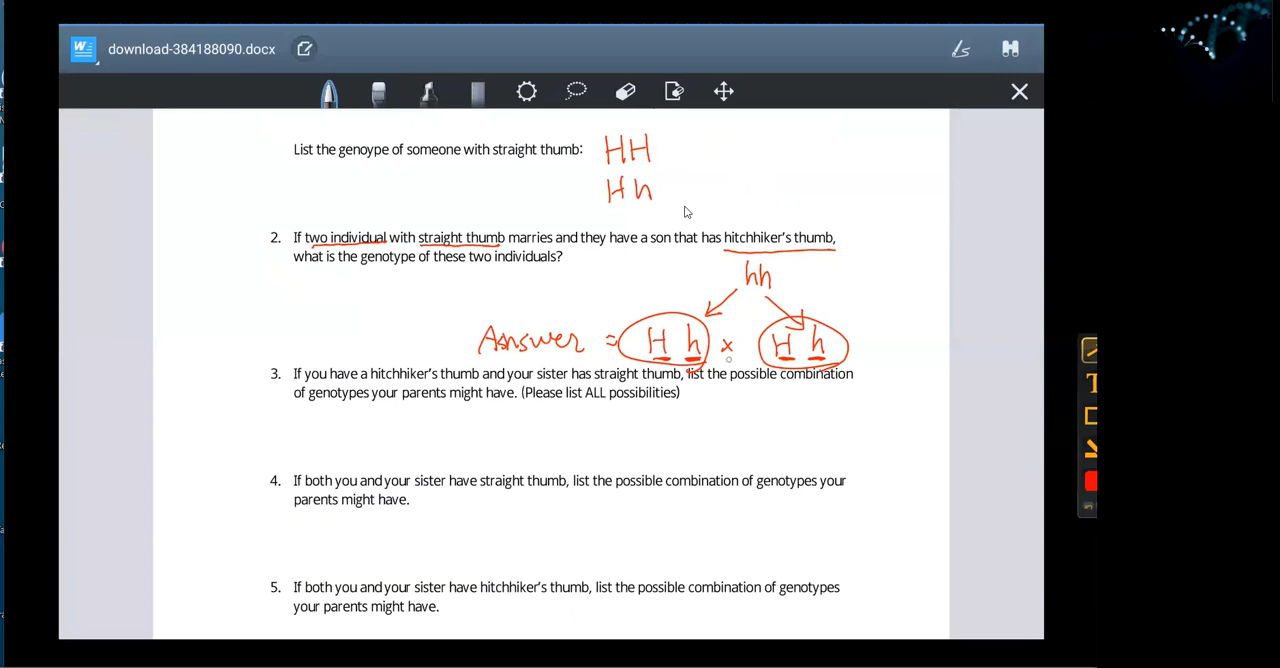 download-384188090.docx
List the genoype of someone with straight thumb: HH
Hh
2. If two individual with straight thumb marries and they have a son that has hitchhiker's thumb,
what is the genotype of these two individuals?
hh
Answer = Hh x Hh
3. If you have a hitchhiker's thumb and your sister has straight thumb, list the possible combination
of genotypes your parents might have. (Please list ALL possibilities)
4. If both you and your sister have straight thumb, list the possible combination of genotypes your
parents might have.
5. If both you and your sister have hitchhiker's thumb, list the possible combination of genotypes
your parents might have.